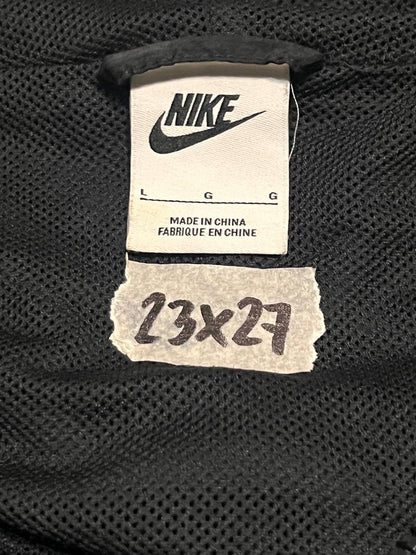 NIKE
L G G
MADE IN CHINA
FABRIQUE EN CHINE
23x27